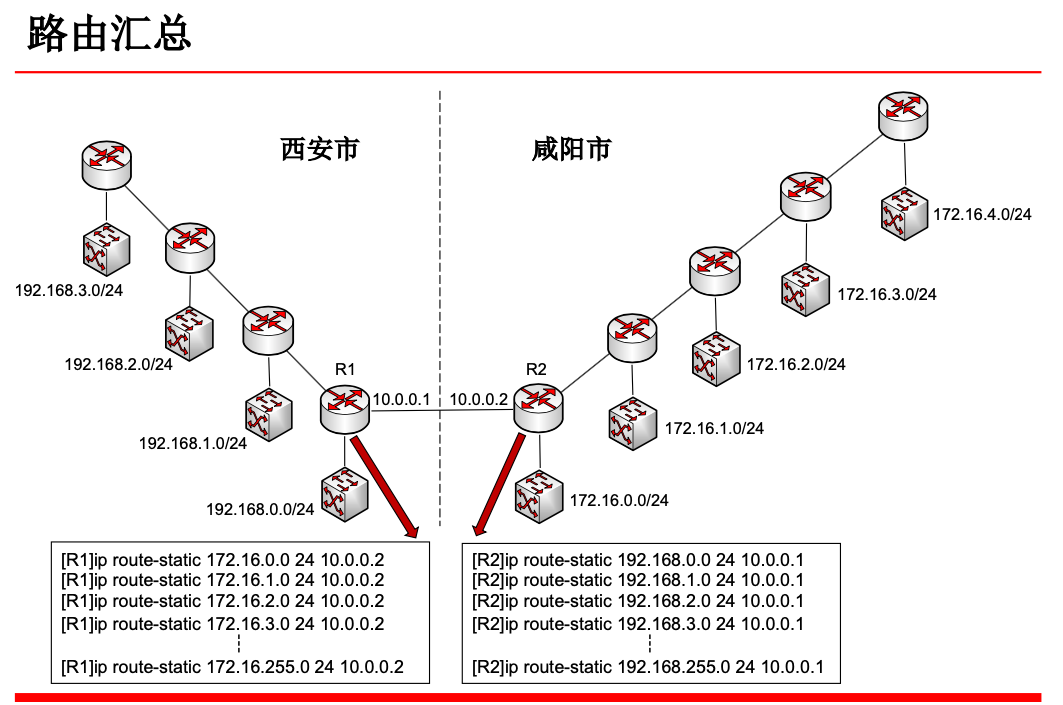 路由汇总
西安市
咸阳市
172.16.4.0/24
192.168.3.0/24
172.16.3.0/24
192.168.2.0/24
172.16.2.0/24
R1
R2
10.0.0.1
10.0.0.2
172.16.1.0/24
192.168.1.0/24
172.16.0.0/24
192.168.0.0/24
[R1]ip route-static 172.16.0.0 24 10.0.0.2
[R1]ip route-static 172.16.1.0 24 10.0.0.2
[R1]ip route-static 172.16.2.0 24 10.0.0.2
[R1]ip route-static 172.16.3.0 24 10.0.0.2
[R1]ip route-static 172.16.255.0 24 10.0.0.2
[R2]ip route-static 192.168.0.0 24 10.0.0.1
[R2]ip route-static 192.168.1.0 24 10.0.0.1
[R2]ip route-static 192.168.2.0 24 10.0.0.1
[R2]ip route-static 192.168.3.0 24 10.0.0.1
[R2]ip route-static 192.168.255.0 24 10.0.0.1